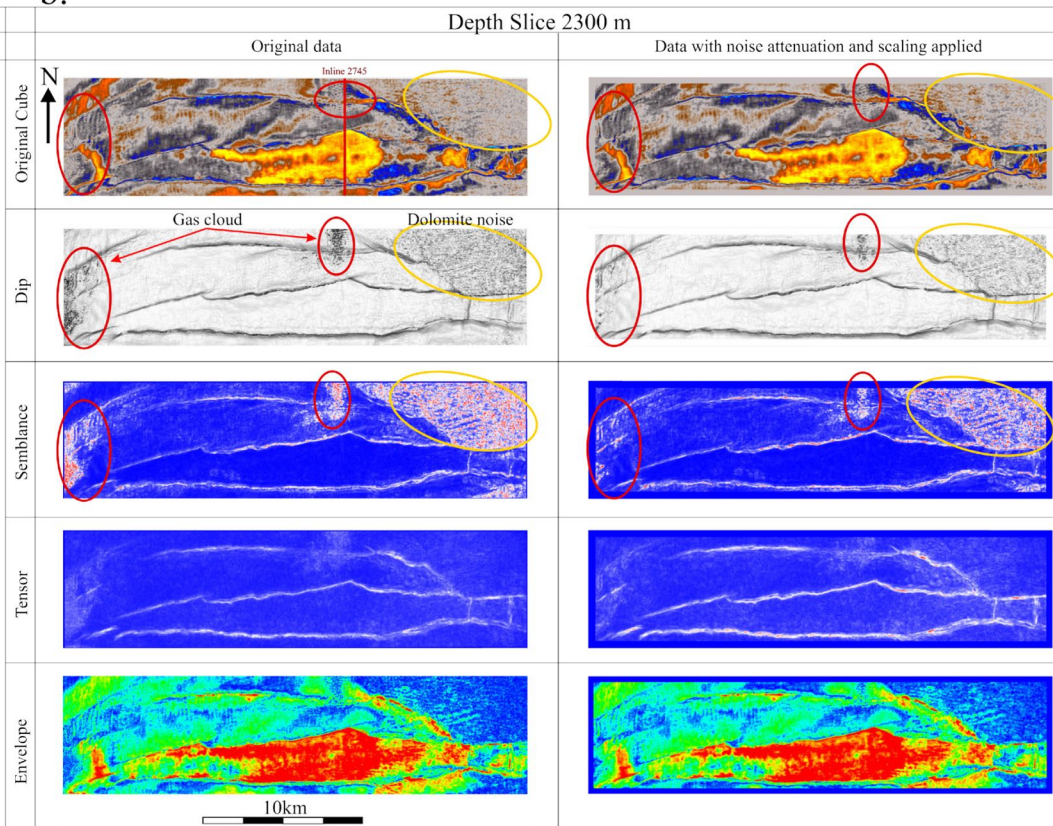 Depth Slice 2300 m
Original data
Data with noise attenuation and scaling applied
Original Cube
N
Inline 2745
Dip
Gas cloud
Dolomite noise
Semblance
Tensor
Envelope
10km